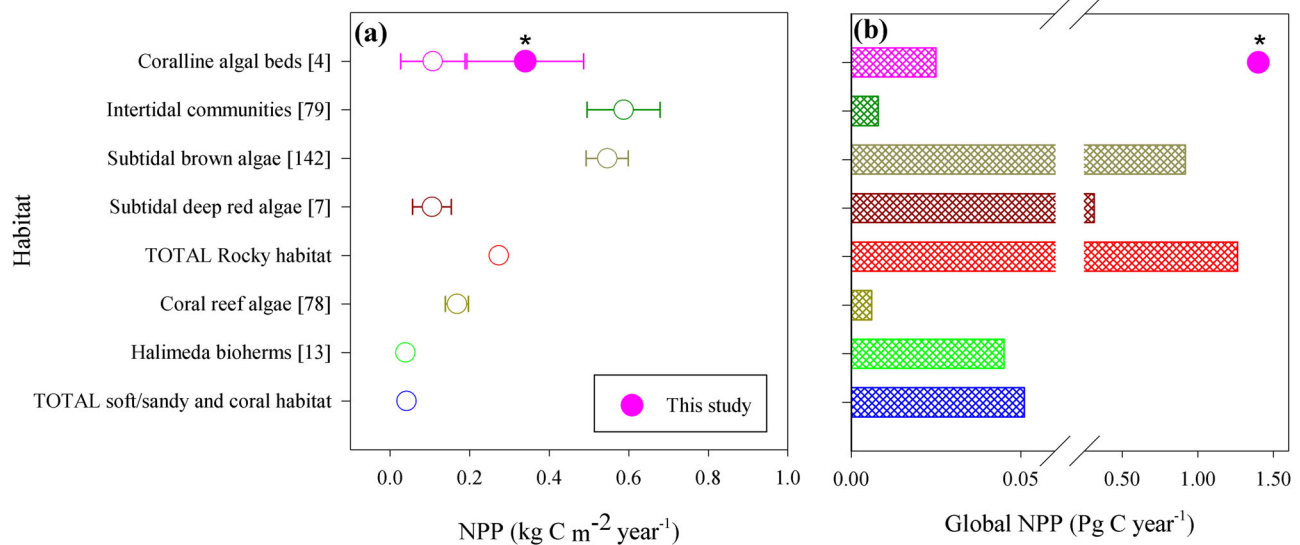 (a)
(b)
*
*
Habitat
Coralline algal beds [4]
Intertidal communities [79]
Subtidal brown algae [142]
Subtidal deep red algae [7]
TOTAL Rocky habitat
Coral reef algae [78]
Halimeda bioherms [13]
TOTAL soft/sandy and coral habitat
This study
0.0 0.2 0.4 0.6 0.8 1.0
NPP (kg C m⁻² year⁻¹)
0.00 0.05 0.50 1.00 1.50
Global NPP (Pg C year⁻¹)